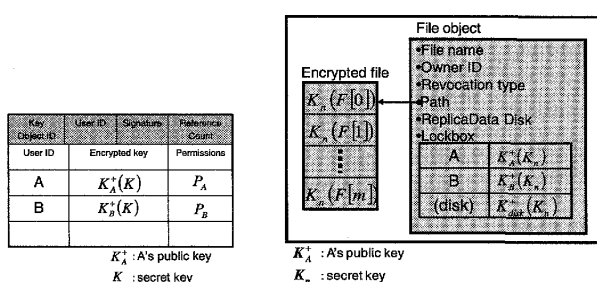 Key Object ID | User ID | Signature | Reference Count
User ID | Encrypted key | Permissions
A | K_A^+(K) | P_A
B | K_B^+(K) | P_B
K_A^+ : A's public key
K : secret key
Encrypted file
K_n(F[0])
K_n(F[1])
K_n(F[m])
File object
•File name
•Owner ID
•Revocation type
•Path
•ReplicaData Disk
•Lockbox
A | K_A^+(K_n)
B | K_B^+(K_n)
(disk) | K_disk^+(K_n)
K_A^+ : A's public key
K_n : secret key